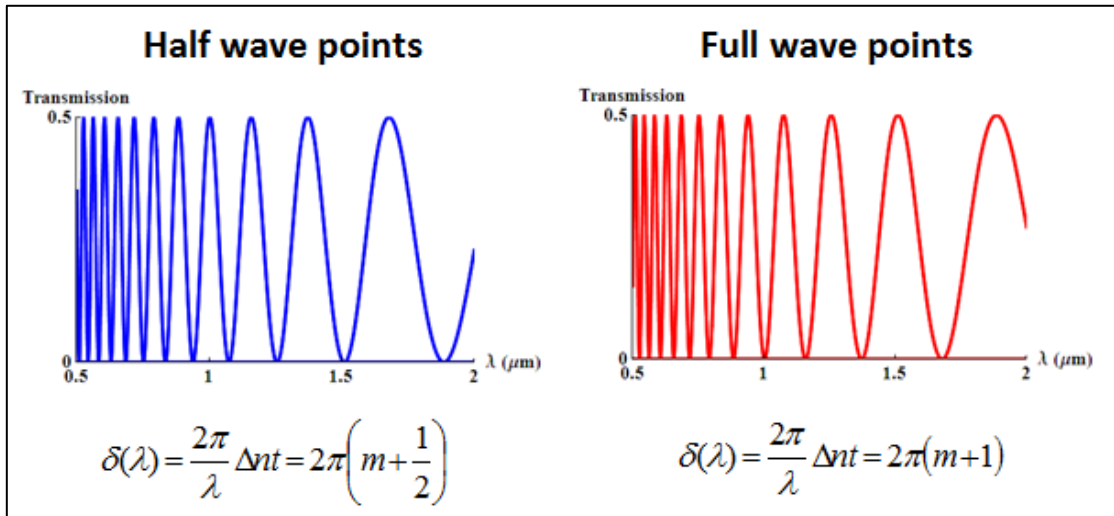 Half wave points
Transmission
0.5
0
0.5 1 1.5 2
λ (μm)
δ(λ) = 2π/λ Δnt = 2π(m + 1/2)
Full wave points
Transmission
0.5
0
0.5 1 1.5 2
λ (μm)
δ(λ) = 2π/λ Δnt = 2π(m+1)